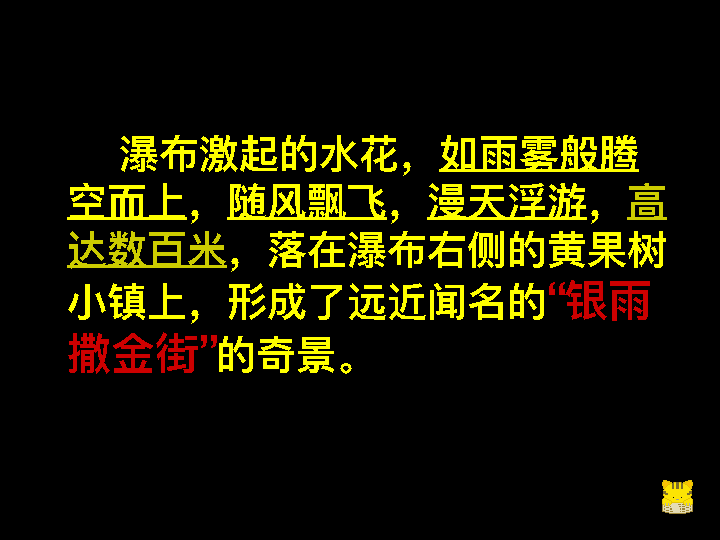 瀑布激起的水花，如雨雾般腾
空而上，随风飘飞，漫天浮游，高
达数百米，落在瀑布右侧的黄果树
小镇上，形成了远近闻名的“银雨
撒金街”的奇景。